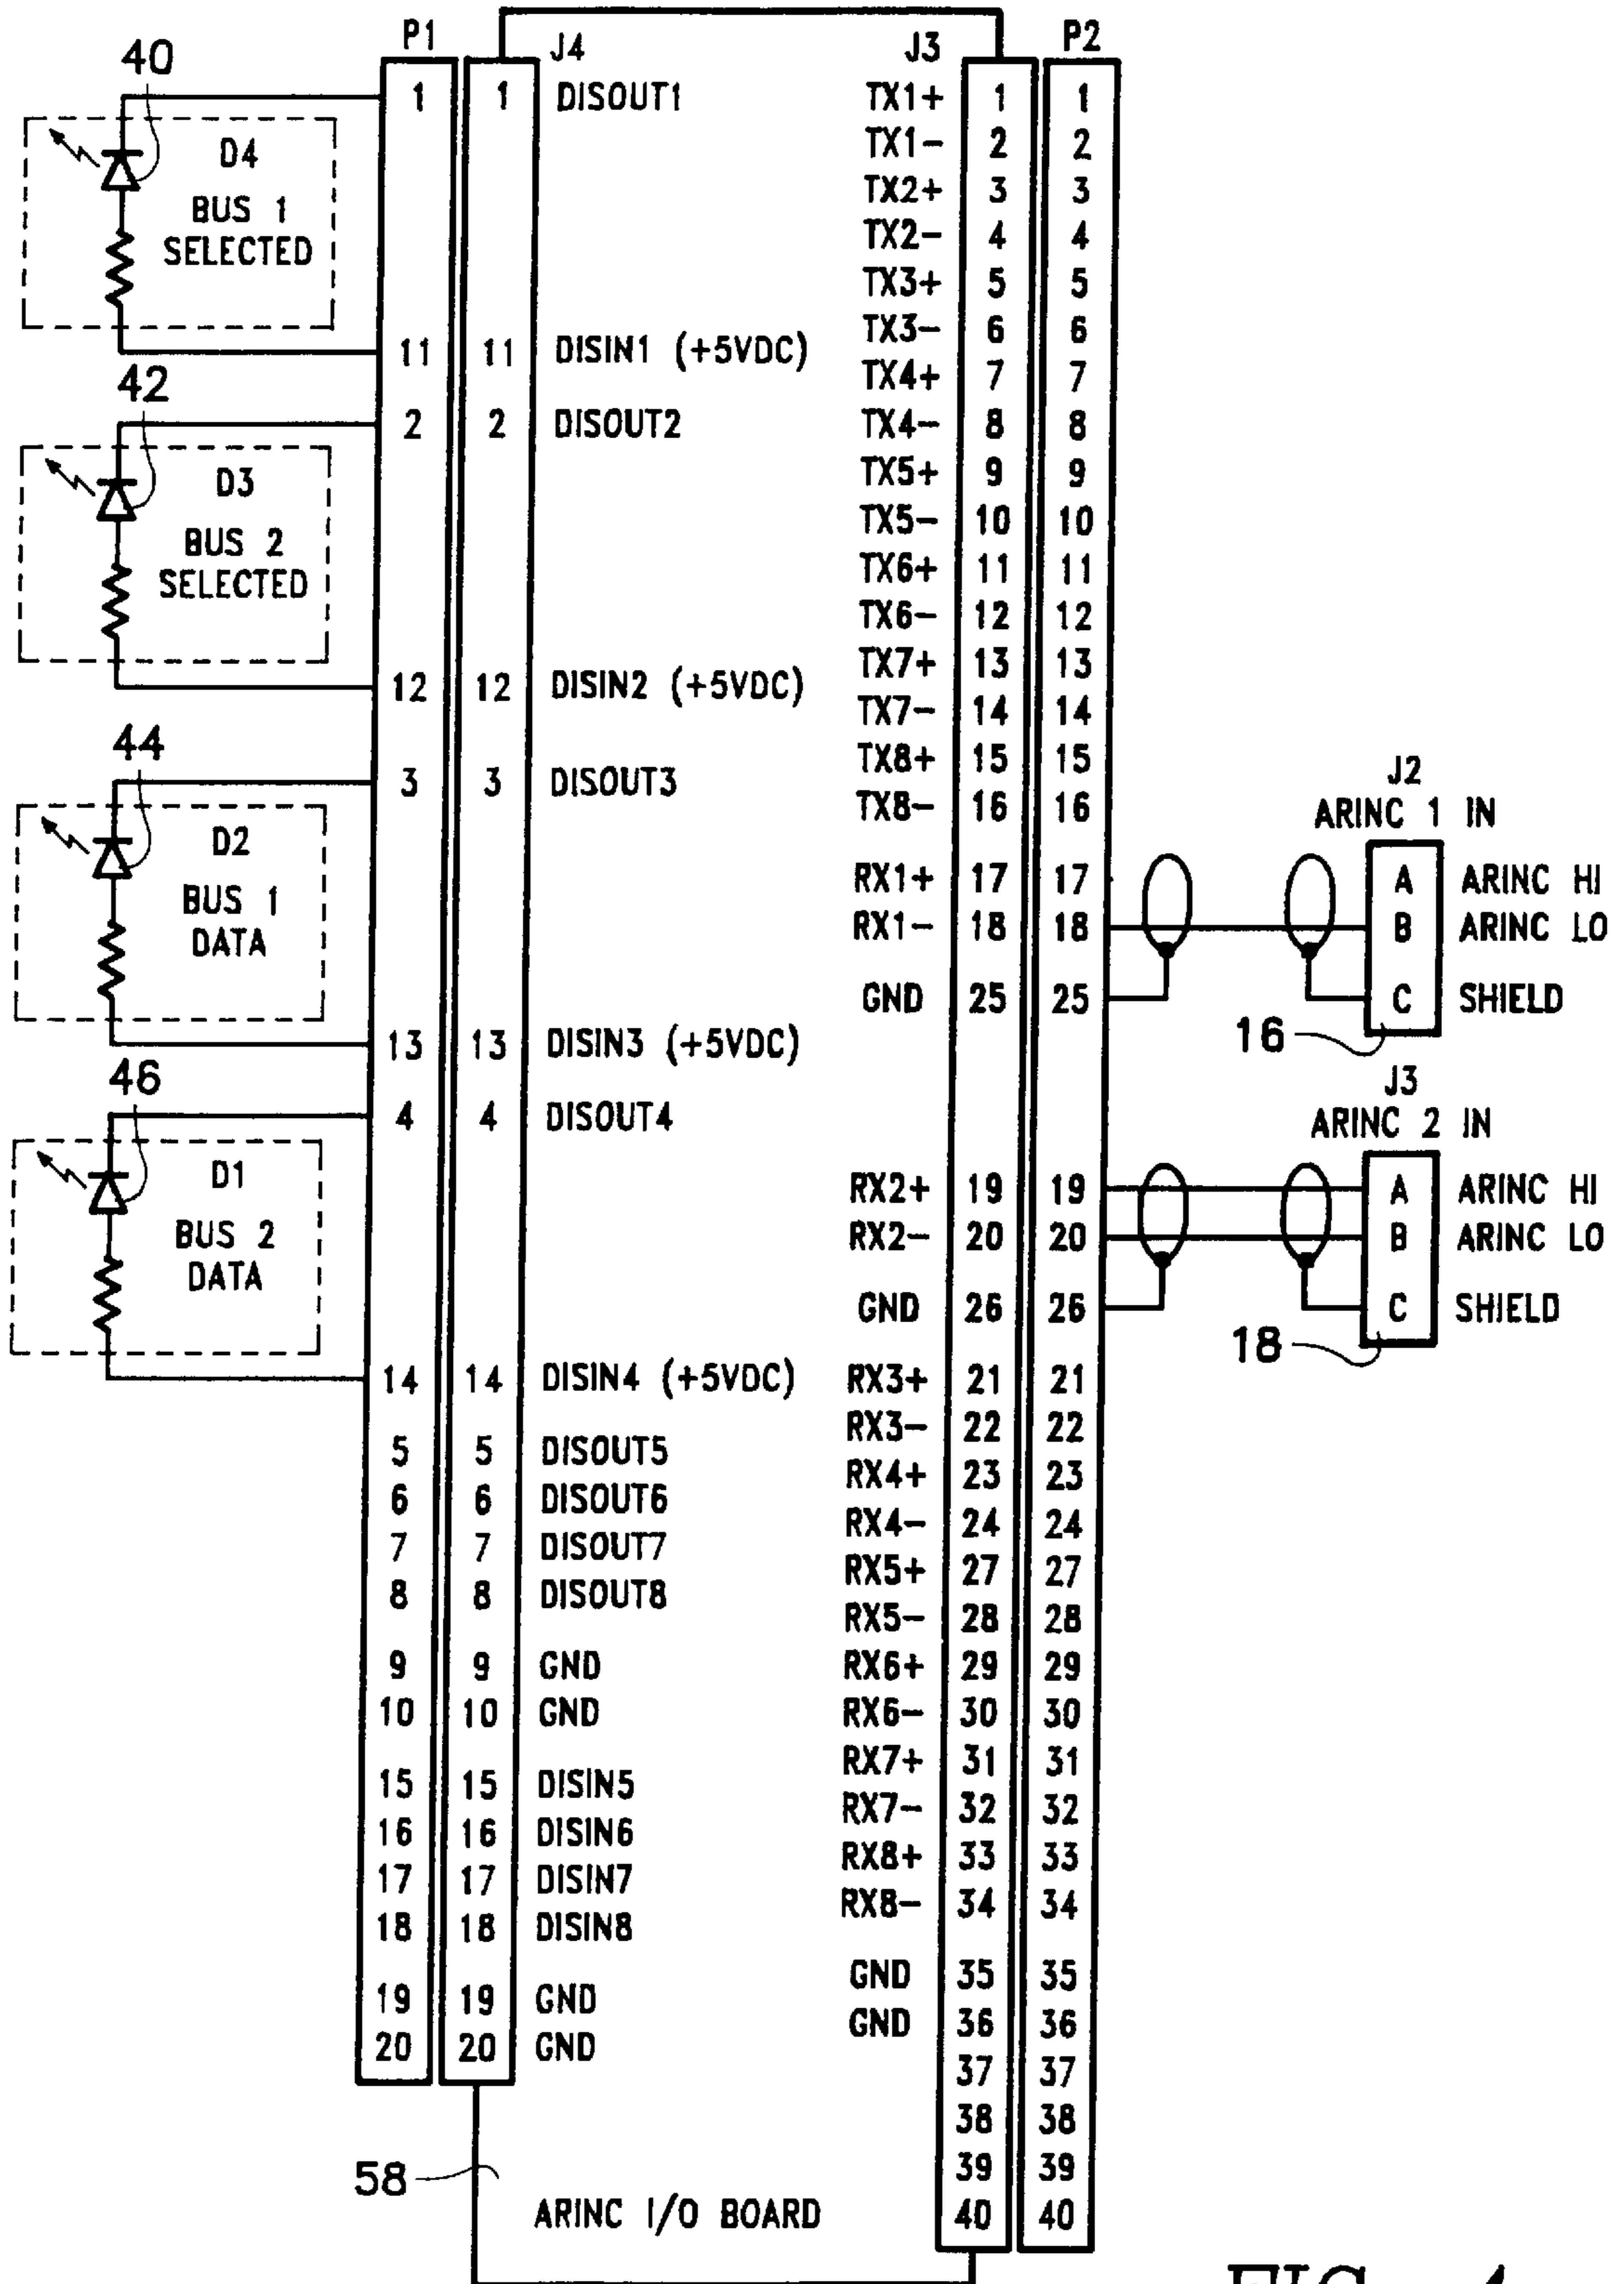 P1
J4
J3
P2
40
1 1 DISOUT1
D4
BUS 1
SELECTED
11 11 DISIN1 (+5VDC)
42
2 2 DISOUT2
D3
BUS 2
SELECTED
12 12 DISIN2 (+5VDC)
44
3 3 DISOUT3
D2
BUS 1
DATA
13 13 DISIN3 (+5VDC)
46
4 4 DISOUT4
D1
BUS 2
DATA
14 14 DISIN4 (+5VDC)
5 5 DISOUT5
6 6 DISOUT6
7 7 DISOUT7
8 8 DISOUT8
9 9 GND
10 10 GND
15 15 DISIN5
16 16 DISIN6
17 17 DISIN7
18 18 DISIN8
19 19 GND
20 20 GND
58
ARINC I/O BOARD
TX1+ 1 1
TX1- 2 2
TX2+ 3 3
TX2- 4 4
TX3+ 5 5
TX3- 6 6
TX4+ 7 7
TX4- 8 8
TX5+ 9 9
TX5- 10 10
TX6+ 11 11
TX6- 12 12
TX7+ 13 13
TX7- 14 14
TX8+ 15 15
TX8- 16 16
RX1+ 17 17
RX1- 18 18
GND 25 25
RX2+ 19 19
RX2- 20 20
GND 26 26
RX3+ 21 21
RX3- 22 22
RX4+ 23 23
RX4- 24 24
RX5+ 27 27
RX5- 28 28
RX6+ 29 29
RX6- 30 30
RX7+ 31 31
RX7- 32 32
RX8+ 33 33
RX8- 34 34
GND 35 35
GND 36 36
37 37
38 38
39 39
40 40
J2
ARINC 1 IN
A ARINC HI
B ARINC LO
C SHIELD
16
J3
ARINC 2 IN
A ARINC HI
B ARINC LO
C SHIELD
18